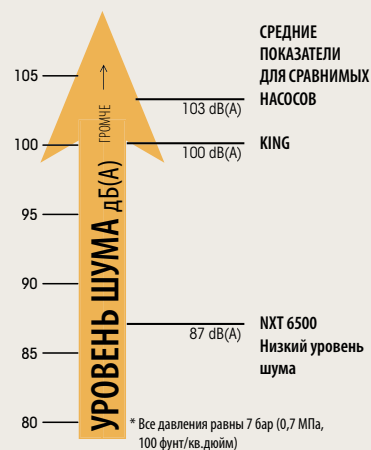 СРЕДНИЕ
ПОКАЗАТЕЛИ
ДЛЯ СРАВНИМЫХ
НАСОСОВ
105
103 dB(A)
ГРОМЧЕ →
100
100 dB(A)
KING
95
90
УРОВЕНЬ ШУМА дБ(А)
87 dB(A)
NXT 6500
Низкий уровень
шума
85
80
* Все давления равны 7 бар (0,7 МПа,
100 фунт/кв.дюйм)